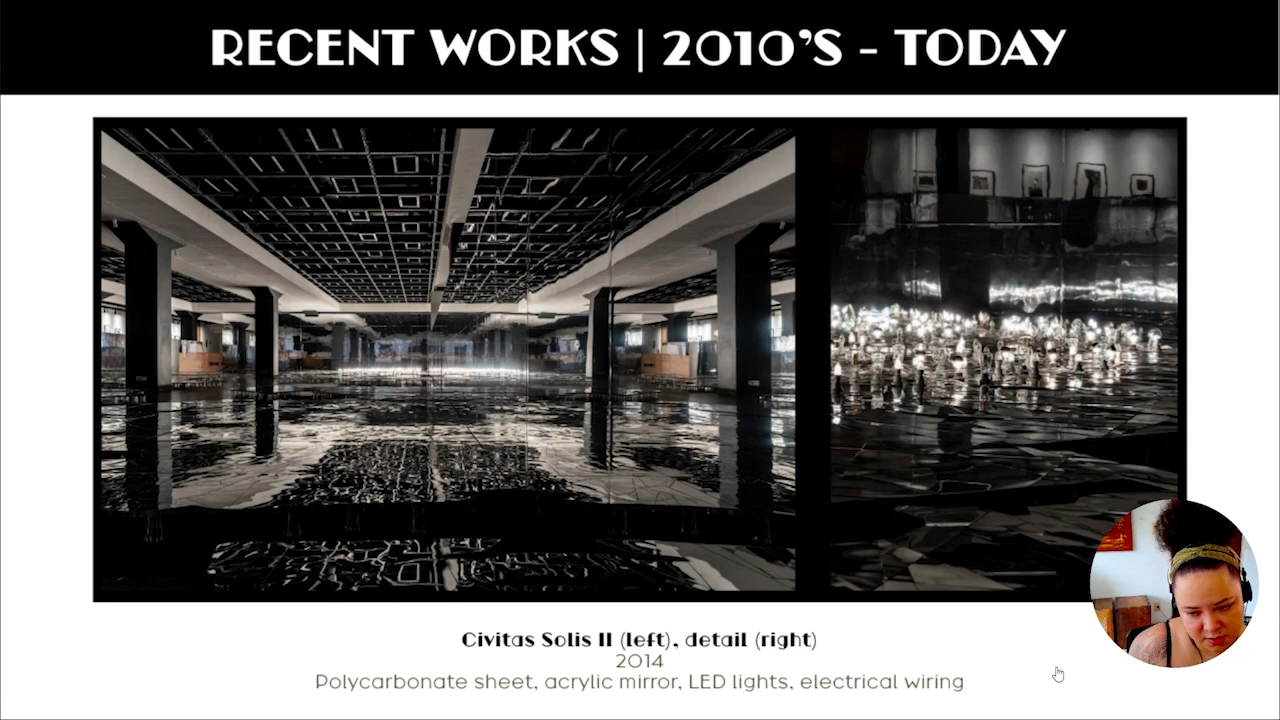 RECENT WORKS | 2010'S - TODAY
Civitas Solis II (left), detail (right)
2014
Polycarbonate sheet, acrylic mirror, LED lights, electrical wiring